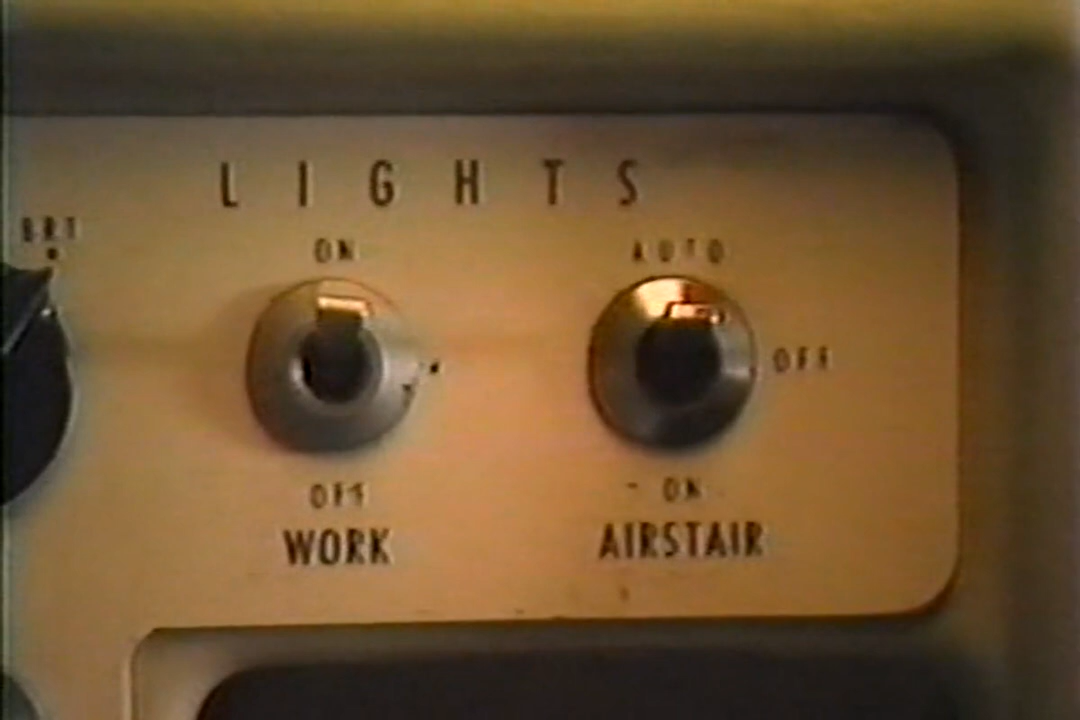 LIGHTS
BRT
ON
AUTO
OFF
OFF
ON
WORK
AIRSTAIR